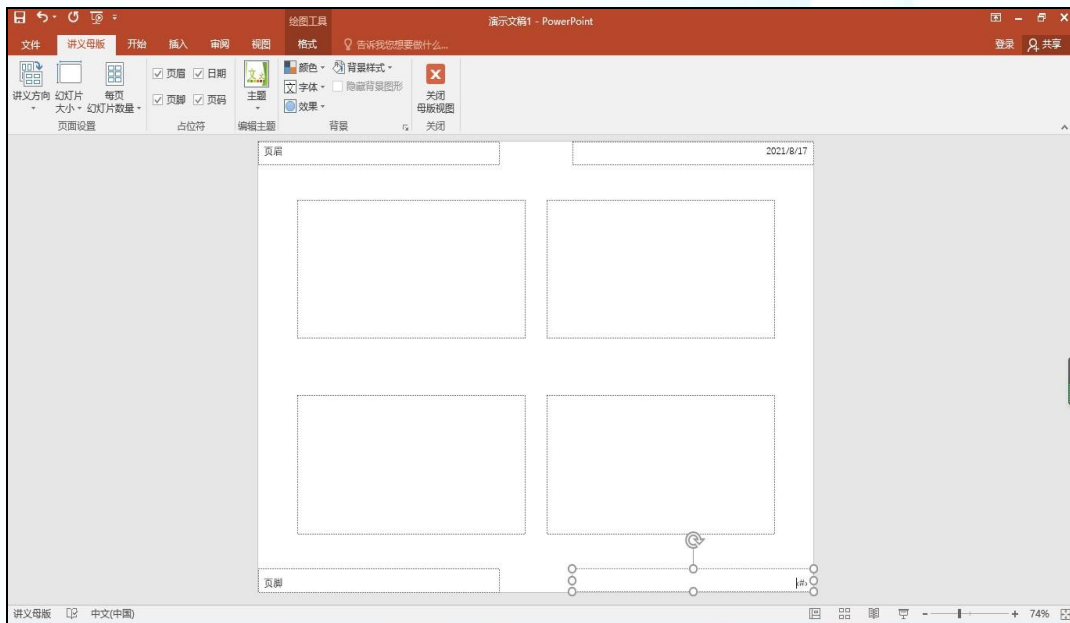 绘图工具
演示文稿1 - PowerPoint
文件 讲义母版 开始 插入 审阅 视图 格式 告诉我您想要做什么... 登录 共享
讲义方向 幻灯片大小 每页幻灯片数量
页面设置
页眉 日期
页脚 页码
占位符
主题
编辑主题
颜色 背景样式
字体 隐藏背景图形
效果
背景
关闭
母版视图
关闭
页眉
2021/8/17
页脚
‹#›
讲义母版 中文(中国) 74%